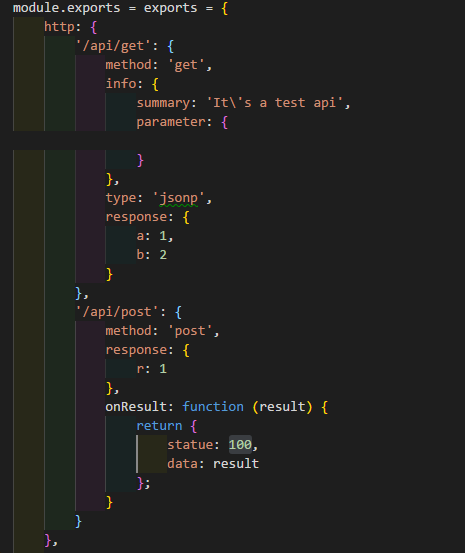 module.exports = exports = {
    http: {
        '/api/get': {
            method: 'get',
            info: {
                summary: 'It\'s a test api',
                parameter: {

                }
            },
            type: 'jsonp',
            response: {
                a: 1,
                b: 2
            }
        },
        '/api/post': {
            method: 'post',
            response: {
                r: 1
            },
            onResult: function (result) {
                return {
                    statue: 100,
                    data: result
                };
            }
        }
    },